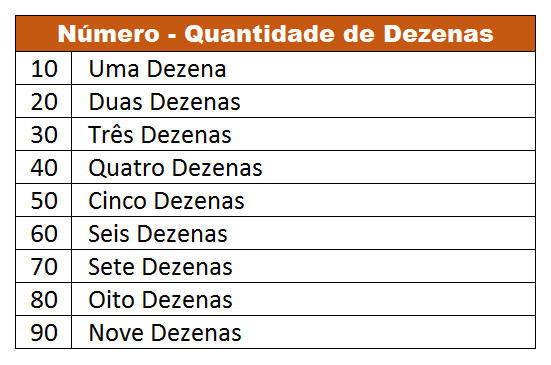 Número - Quantidade de Dezenas
10 Uma Dezena
20 Duas Dezenas
30 Três Dezenas
40 Quatro Dezenas
50 Cinco Dezenas
60 Seis Dezenas
70 Sete Dezenas
80 Oito Dezenas
90 Nove Dezenas